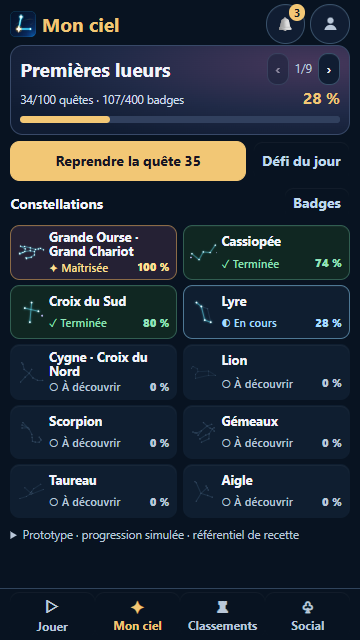 Mon ciel
3
Premières lueurs
‹ 1/9 ›
34/100 quêtes · 107/400 badges
28 %
Reprendre la quête 35
Défi du jour
Constellations
Badges
Grande Ourse ·
Grand Chariot
✦ Maîtrisée
100 %
Cassiopée
✓ Terminée
74 %
Croix du Sud
✓ Terminée
80 %
Lyre
◐ En cours
28 %
Cygne · Croix du
Nord
○ À découvrir
0 %
Lion
○ À découvrir
0 %
Scorpion
○ À découvrir
0 %
Gémeaux
○ À découvrir
0 %
Taureau
○ À découvrir
0 %
Aigle
○ À découvrir
0 %
▶ Prototype · progression simulée · référentiel de recette
Jouer
Mon ciel
Classements
Social